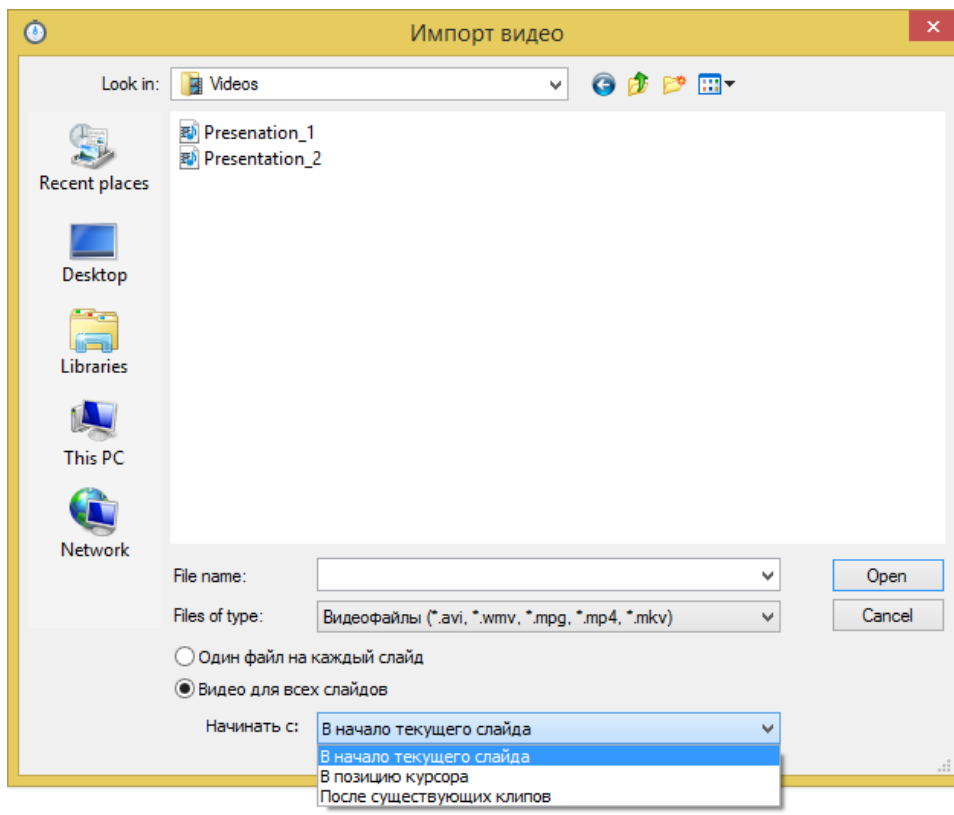 Импорт видео
Look in: Videos
Presenation_1
Presentation_2
Recent places
Desktop
Libraries
This PC
Network
File name: Open
Files of type: Видеофайлы (*.avi, *.wmv, *.mpg, *.mp4, *.mkv) Cancel
Один файл на каждый слайд
Видео для всех слайдов
Начинать с: В начало текущего слайда
В начало текущего слайда
В позицию курсора
После существующих клипов